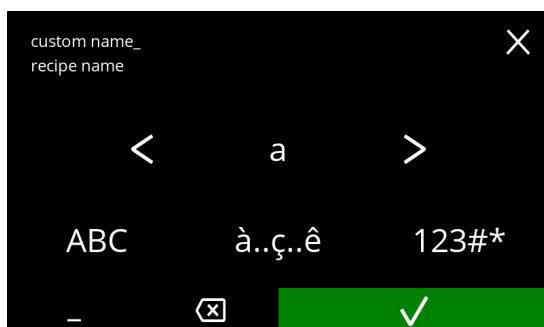 custom name_
recipe name
< a >
ABC à..ç..ê 123#*
_